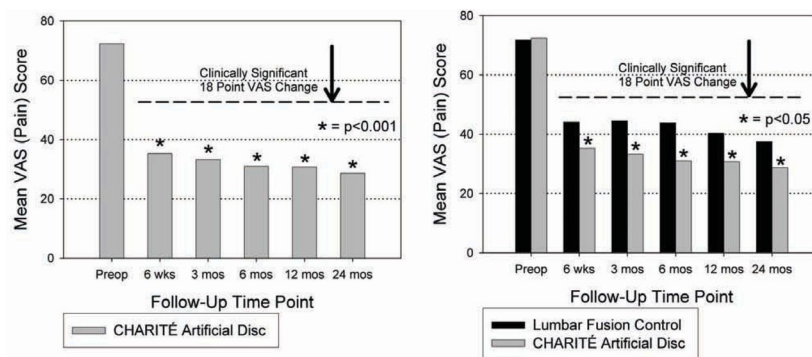 80
60
40
20
0
Mean VAS (Pain) Score
Clinically Significant
18 Point VAS Change
* = p<0.001
*
*
*
*
*
Preop
6 wks
3 mos
6 mos
12 mos
24 mos
Follow-Up Time Point
CHARITÉ Artificial Disc
80
60
40
20
0
Mean VAS (Pain) Score
Clinically Significant
18 Point VAS Change
* = p<0.05
*
*
*
*
*
Preop
6 wks
3 mos
6 mos
12 mos
24 mos
Follow-Up Time Point
Lumbar Fusion Control
CHARITÉ Artificial Disc